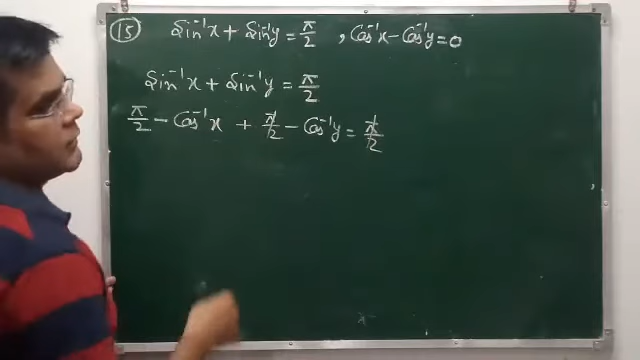 (15) Sin⁻¹x + Sin⁻¹y = π/2 , Cos⁻¹x - Cos⁻¹y = 0
Sin⁻¹x + Sin⁻¹y = π/2
π/2 - Cos⁻¹x + π/2 - Cos⁻¹y = π/2